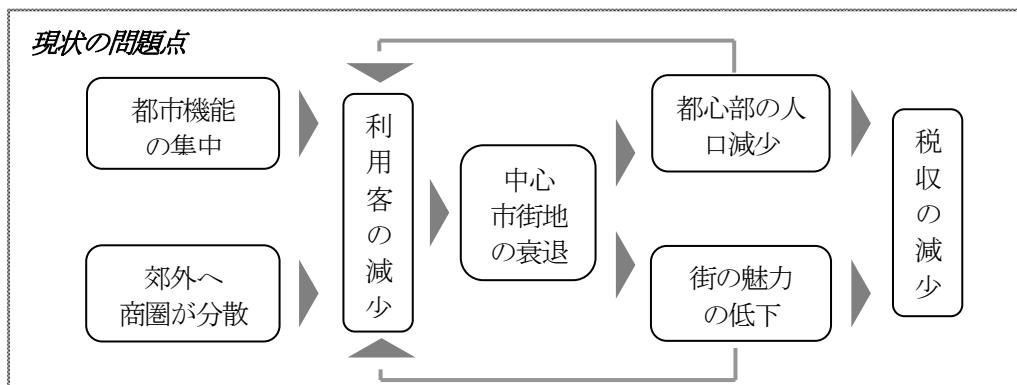 現状の問題点
都市機能
の集中
郊外へ
商圏が分散
利用客の減少
中心
市街地
の衰退
都心部の人
口減少
街の魅力
の低下
税収の減少